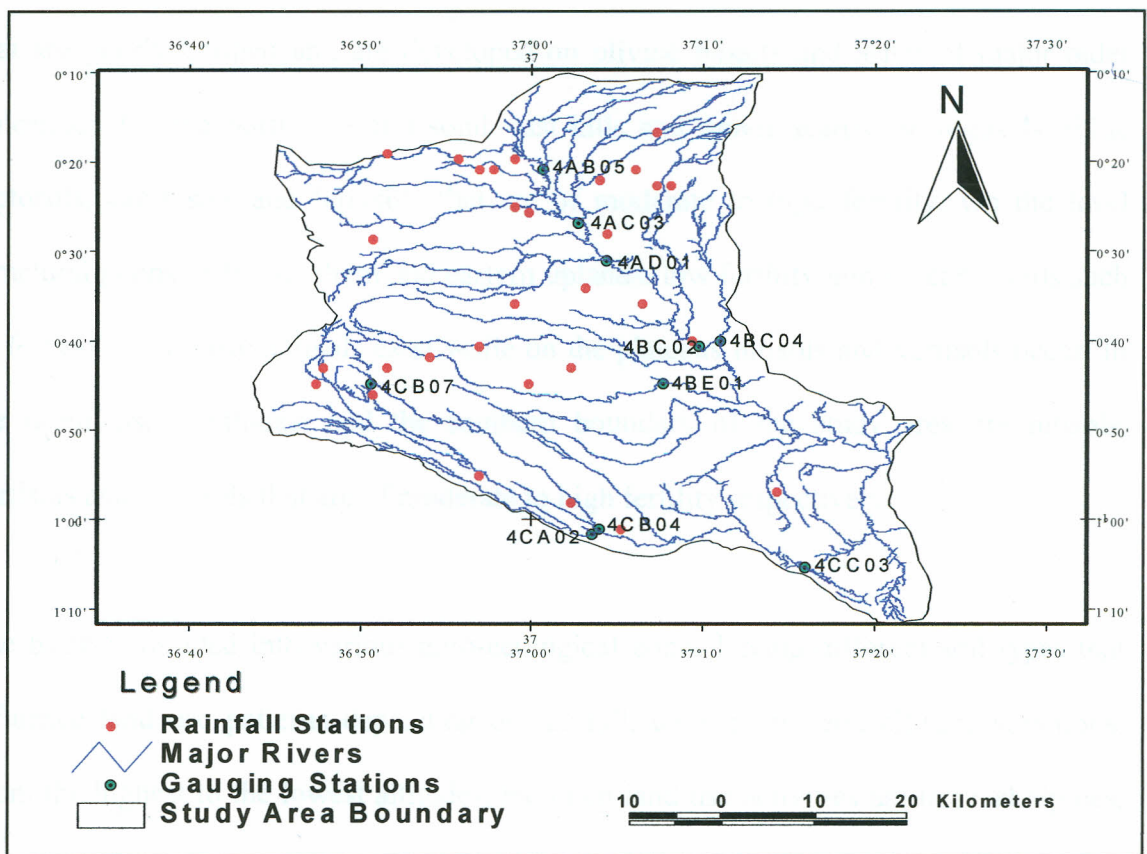 36°40' 36°50' 37°00' 37°10' 37°20' 37°30'
37
0°10' 0°10'
N
0°20' 0°20'
4AB05
4AC03
0°30' 0°30'
4AD01
0°40' 0°40'
4BC02 4BC04
4CB07 4BE01
0°50' 0°50'
1°00' 1°00'
4CB04
4CA02
4CC03
1°10' 1°10'
36°40' 36°50' 37°00' 37°10' 37°20' 37°30'
37
Legend
Rainfall Stations
Major Rivers
Gauging Stations
Study Area Boundary
10 0 10 20 Kilometers